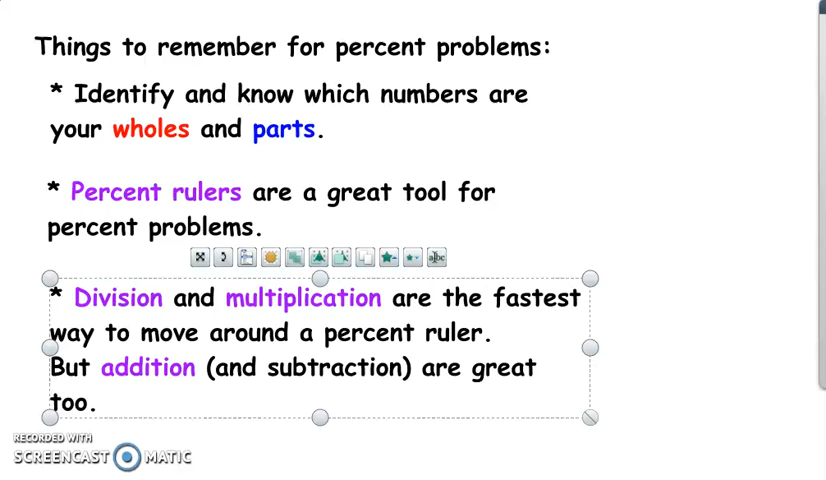 Things to remember for percent problems:
* Identify and know which numbers are
your wholes and parts.
* Percent rulers are a great tool for
percent problems.
abc
* Division and multiplication are the fastest
way to move around a percent ruler.
But addition (and subtraction) are great
too.
RECORDED WITH
SCREENCAST MATIC